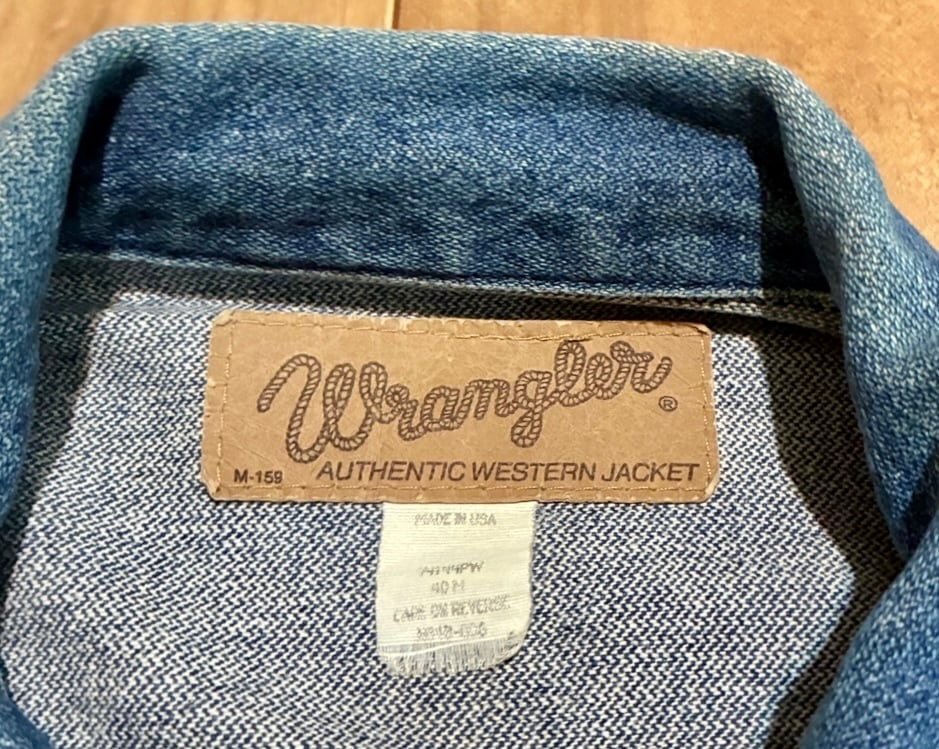 Wrangler ®
M-159 AUTHENTIC WESTERN JACKET
MADE IN USA
40 M
CARE ON REVERSE